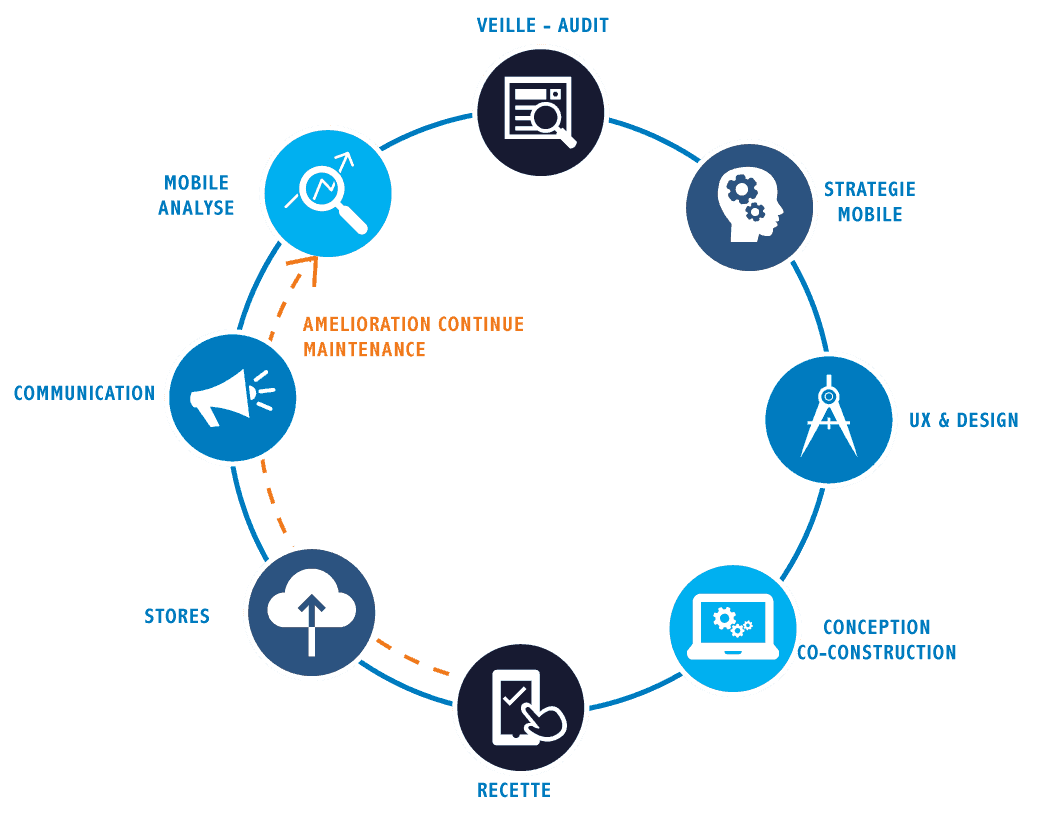 VEILLE - AUDIT
MOBILE
ANALYSE
STRATEGIE
MOBILE
AMELIORATION CONTINUE
MAINTENANCE
COMMUNICATION
UX & DESIGN
STORES
CONCEPTION
CO-CONSTRUCTION
RECETTE